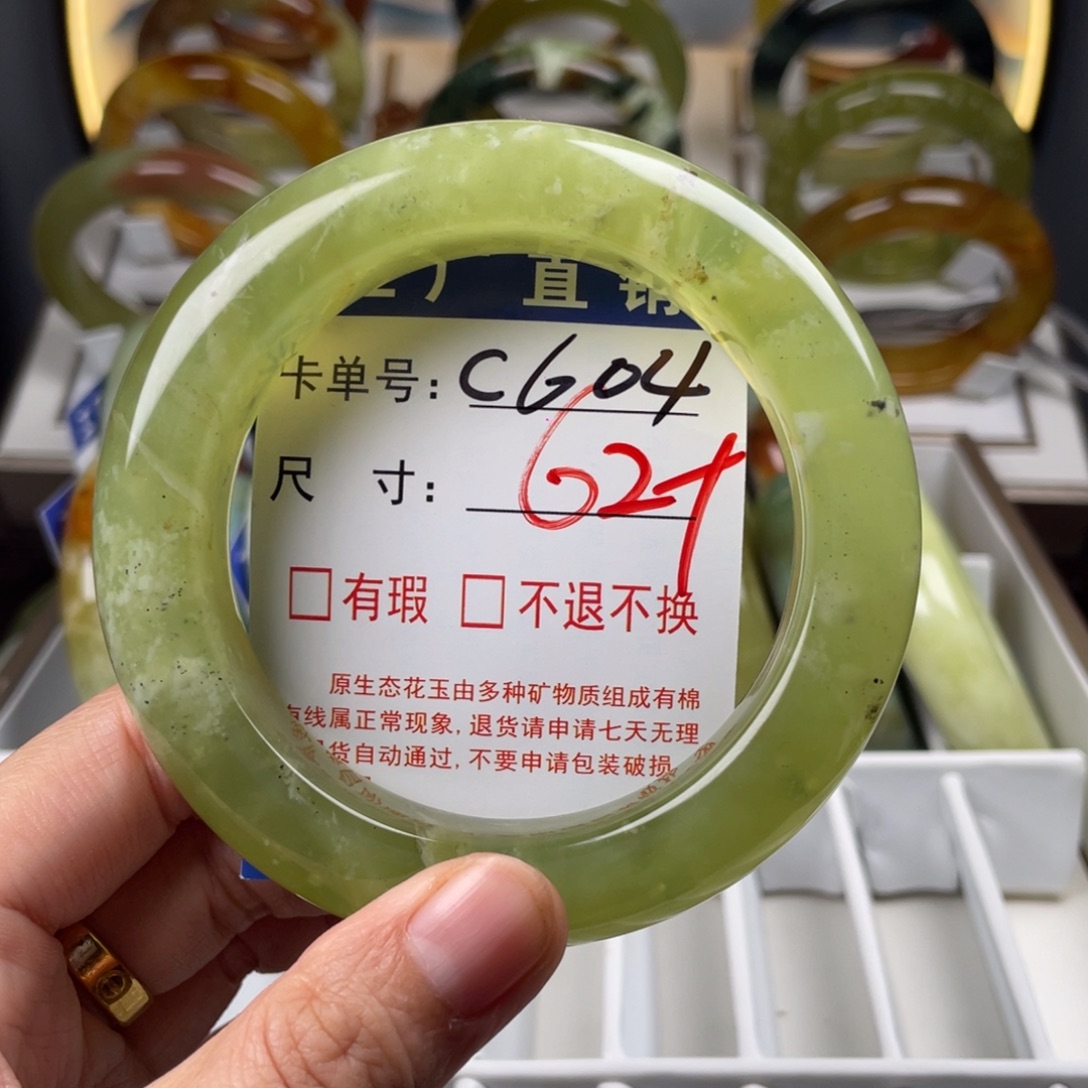 厂直销
卡单号：CG04
尺 寸：62+
□有瑕 □不退不换
原生态花玉由多种矿物质组成有棉
有线属正常现象，退货请申请七天无理
货自动通过，不要申请包装破损